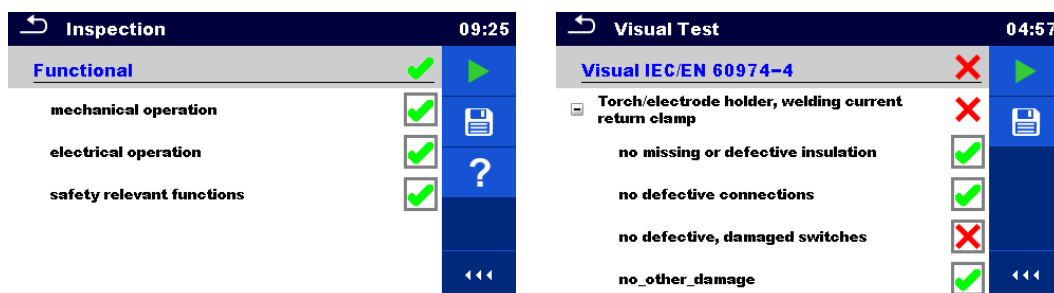 Inspection 09:25
Functional
mechanical operation
electrical operation
safety relevant functions
?
Visual Test 04:57
Visual IEC/EN 60974-4
Torch/electrode holder, welding current
return clamp
no missing or defective insulation
no defective connections
no defective, damaged switches
no_other_damage